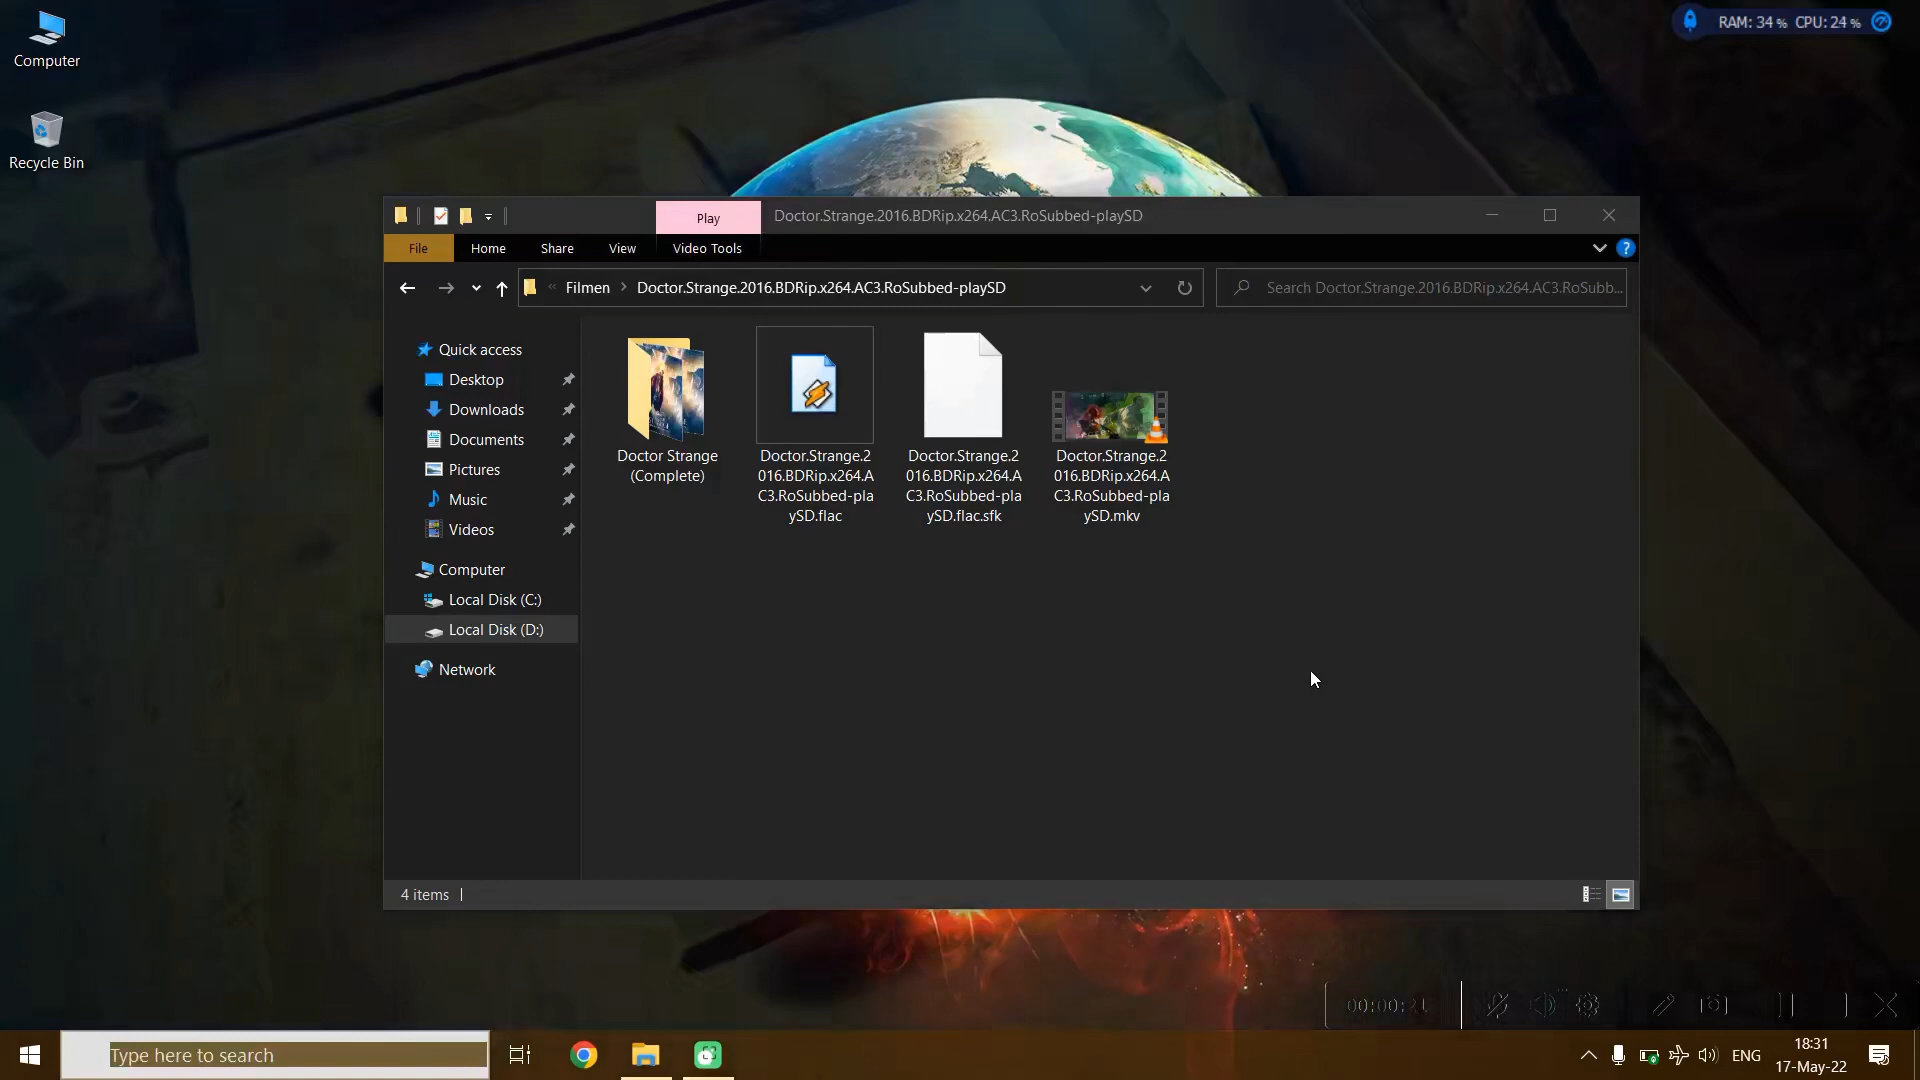 Computer
Recycle Bin
RAM: 34 % CPU: 24 %
Play
Doctor.Strange.2016.BDRip.x264.AC3.RoSubbed-playSD
File
Home
Share
View
Video Tools
« Filmen > Doctor.Strange.2016.BDRip.x264.AC3.RoSubbed-playSD
Search Doctor.Strange.2016.BDRip.x264.AC3.RoSubb...
Quick access
Desktop
Downloads
Documents
Pictures
Music
Videos
Computer
Local Disk (C:)
Local Disk (D:)
Network
Doctor Strange
(Complete)
Doctor.Strange.2
016.BDRip.x264.A
C3.RoSubbed-pla
ySD.flac
Doctor.Strange.2
016.BDRip.x264.A
C3.RoSubbed-pla
ySD.flac.sfk
Doctor.Strange.2
016.BDRip.x264.A
C3.RoSubbed-pla
ySD.mkv
4 items
00:00:21
Type here to search
ENG
18:31
17-May-22